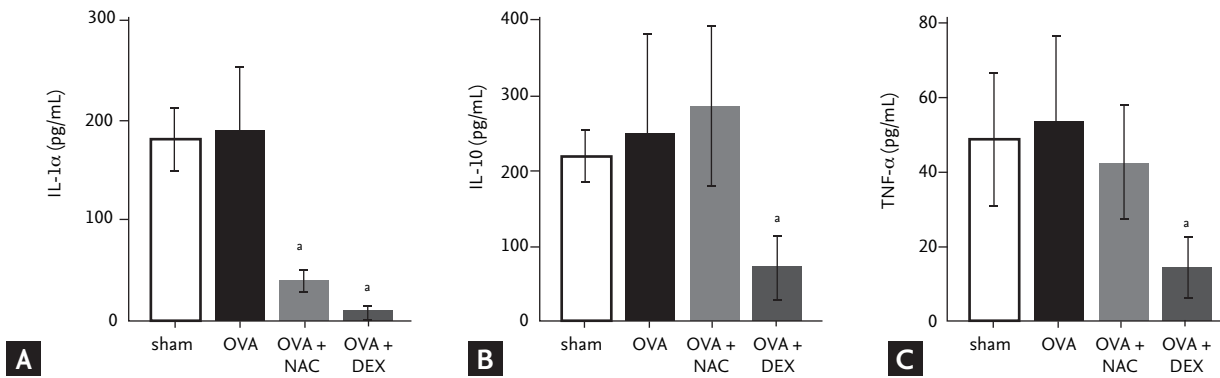 300
200
100
0
IL-1α (pg/mL)
a
a
sham OVA OVA + OVA +
NAC DEX
A
400
300
200
100
0
IL-10 (pg/mL)
a
sham OVA OVA + OVA +
NAC DEX
B
80
60
40
20
0
TNF-α (pg/mL)
a
sham OVA OVA + OVA +
NAC DEX
C